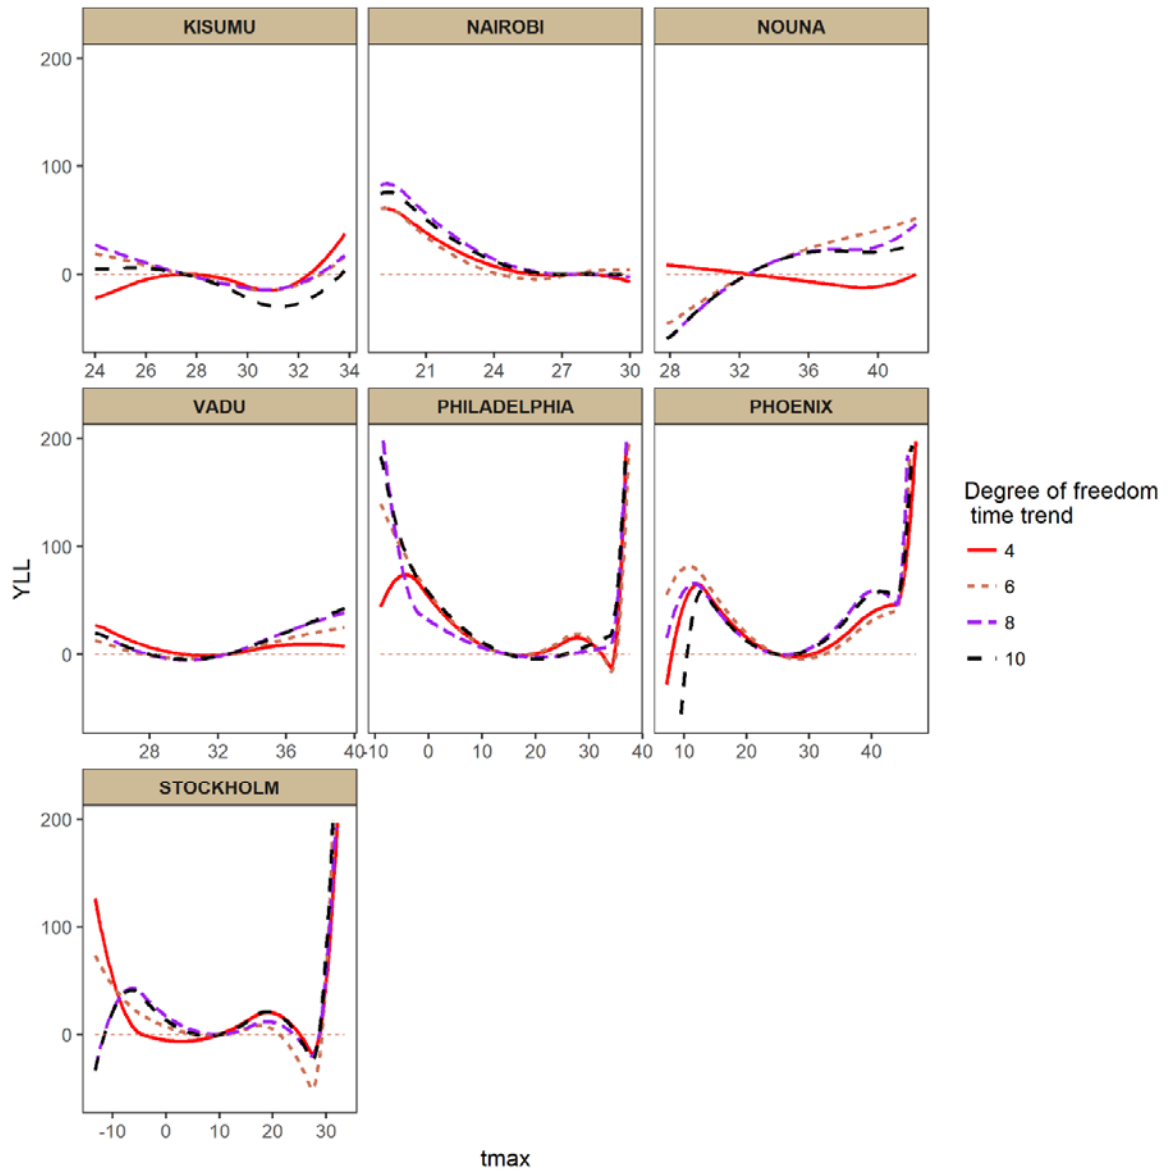 KISUMU NAIROBI NOUNA
200
100
0
24 26 28 30 32 34 21 24 27 30 28 32 36 40
VADU PHILADELPHIA PHOENIX
200
100
0
28 32 36 40 -10 0 10 20 30 40 10 20 30 40
STOCKHOLM
200
100
0
-10 0 10 20 30
YLL
tmax
Degree of freedom
time trend
4
6
8
10